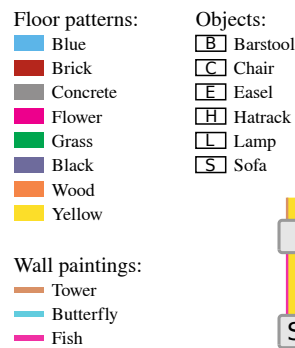 Floor patterns:
Blue
Brick
Concrete
Flower
Grass
Black
Wood
Yellow
Wall paintings:
Tower
Butterfly
Fish
Objects:
B Barstool
C Chair
E Easel
H Hatrack
L Lamp
S Sofa
S